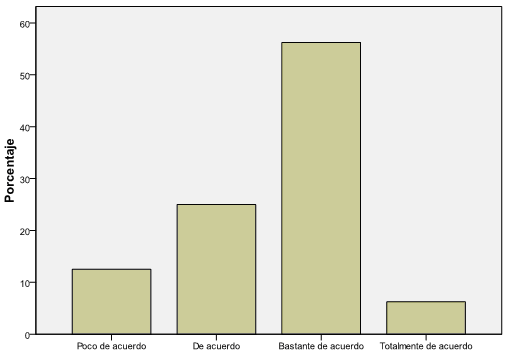 Porcentaje
60
50
40
30
20
10
0
Poco de acuerdo
De acuerdo
Bastante de acuerdo
Totalmente de acuerdo